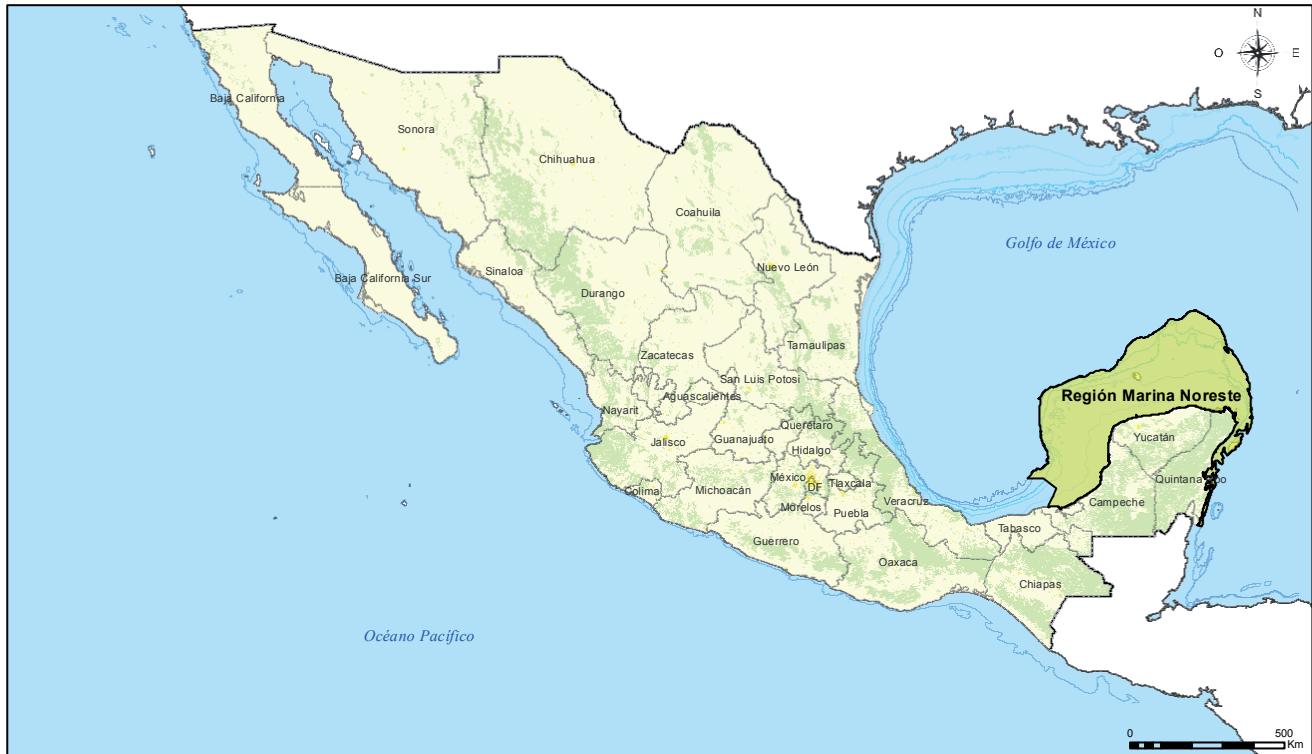 N
O
E
S
Baja California
Sonora
Chihuahua
Coahuila
Golfo de México
Nuevo León
Sinaloa
Baja California Sur
Durango
Tamaulipas
Zacatecas
San Luis Potosí
Aguascalientes
Región Marina Noreste
Nayarit
Querétaro
Jalisco
Guanajuato
Yucatán
Hidalgo
México
DF
Tlaxcala
Quintana Roo
Colima
Michoacán
Veracruz
Campeche
Morelos
Puebla
Tabasco
Guerrero
Oaxaca
Chiapas
Océano Pacífico
0
500
Km